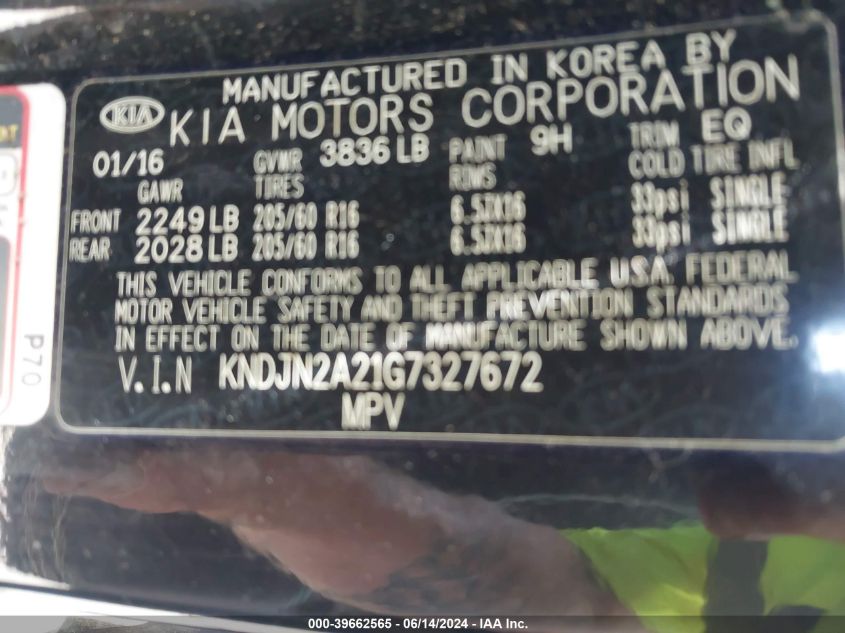 MANUFACTURED IN KOREA BY
KIA KIA MOTORS CORPORATION
01/16 GVWR 3836 LB PAINT 9H TRIM EQ
GAWR TIRES RIMS COLD TIRE INFL
FRONT 2249 LB 205/60 R16 6.5JX16 33psi SINGLE
REAR 2028 LB 205/60 R16 6.5JX16 33psi SINGLE
THIS VEHICLE CONFORMS TO ALL APPLICABLE U.S.A. FEDERAL
MOTOR VEHICLE SAFETY AND THEFT PREVENTION STANDARDS
IN EFFECT ON THE DATE OF MANUFACTURE SHOWN ABOVE.
V.I.N KNDJN2A21G7327672
MPV
P70
000-39662565 - 06/14/2024 - IAA Inc.